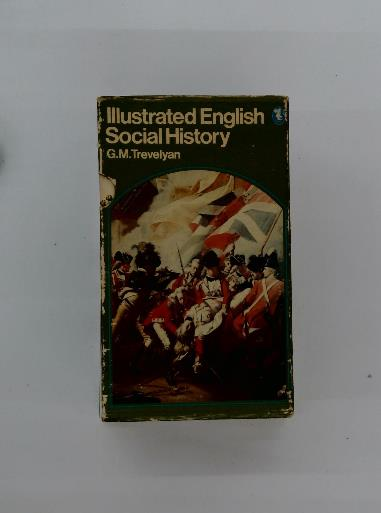 Illustrated English
Social History
G.M.Trevelyan